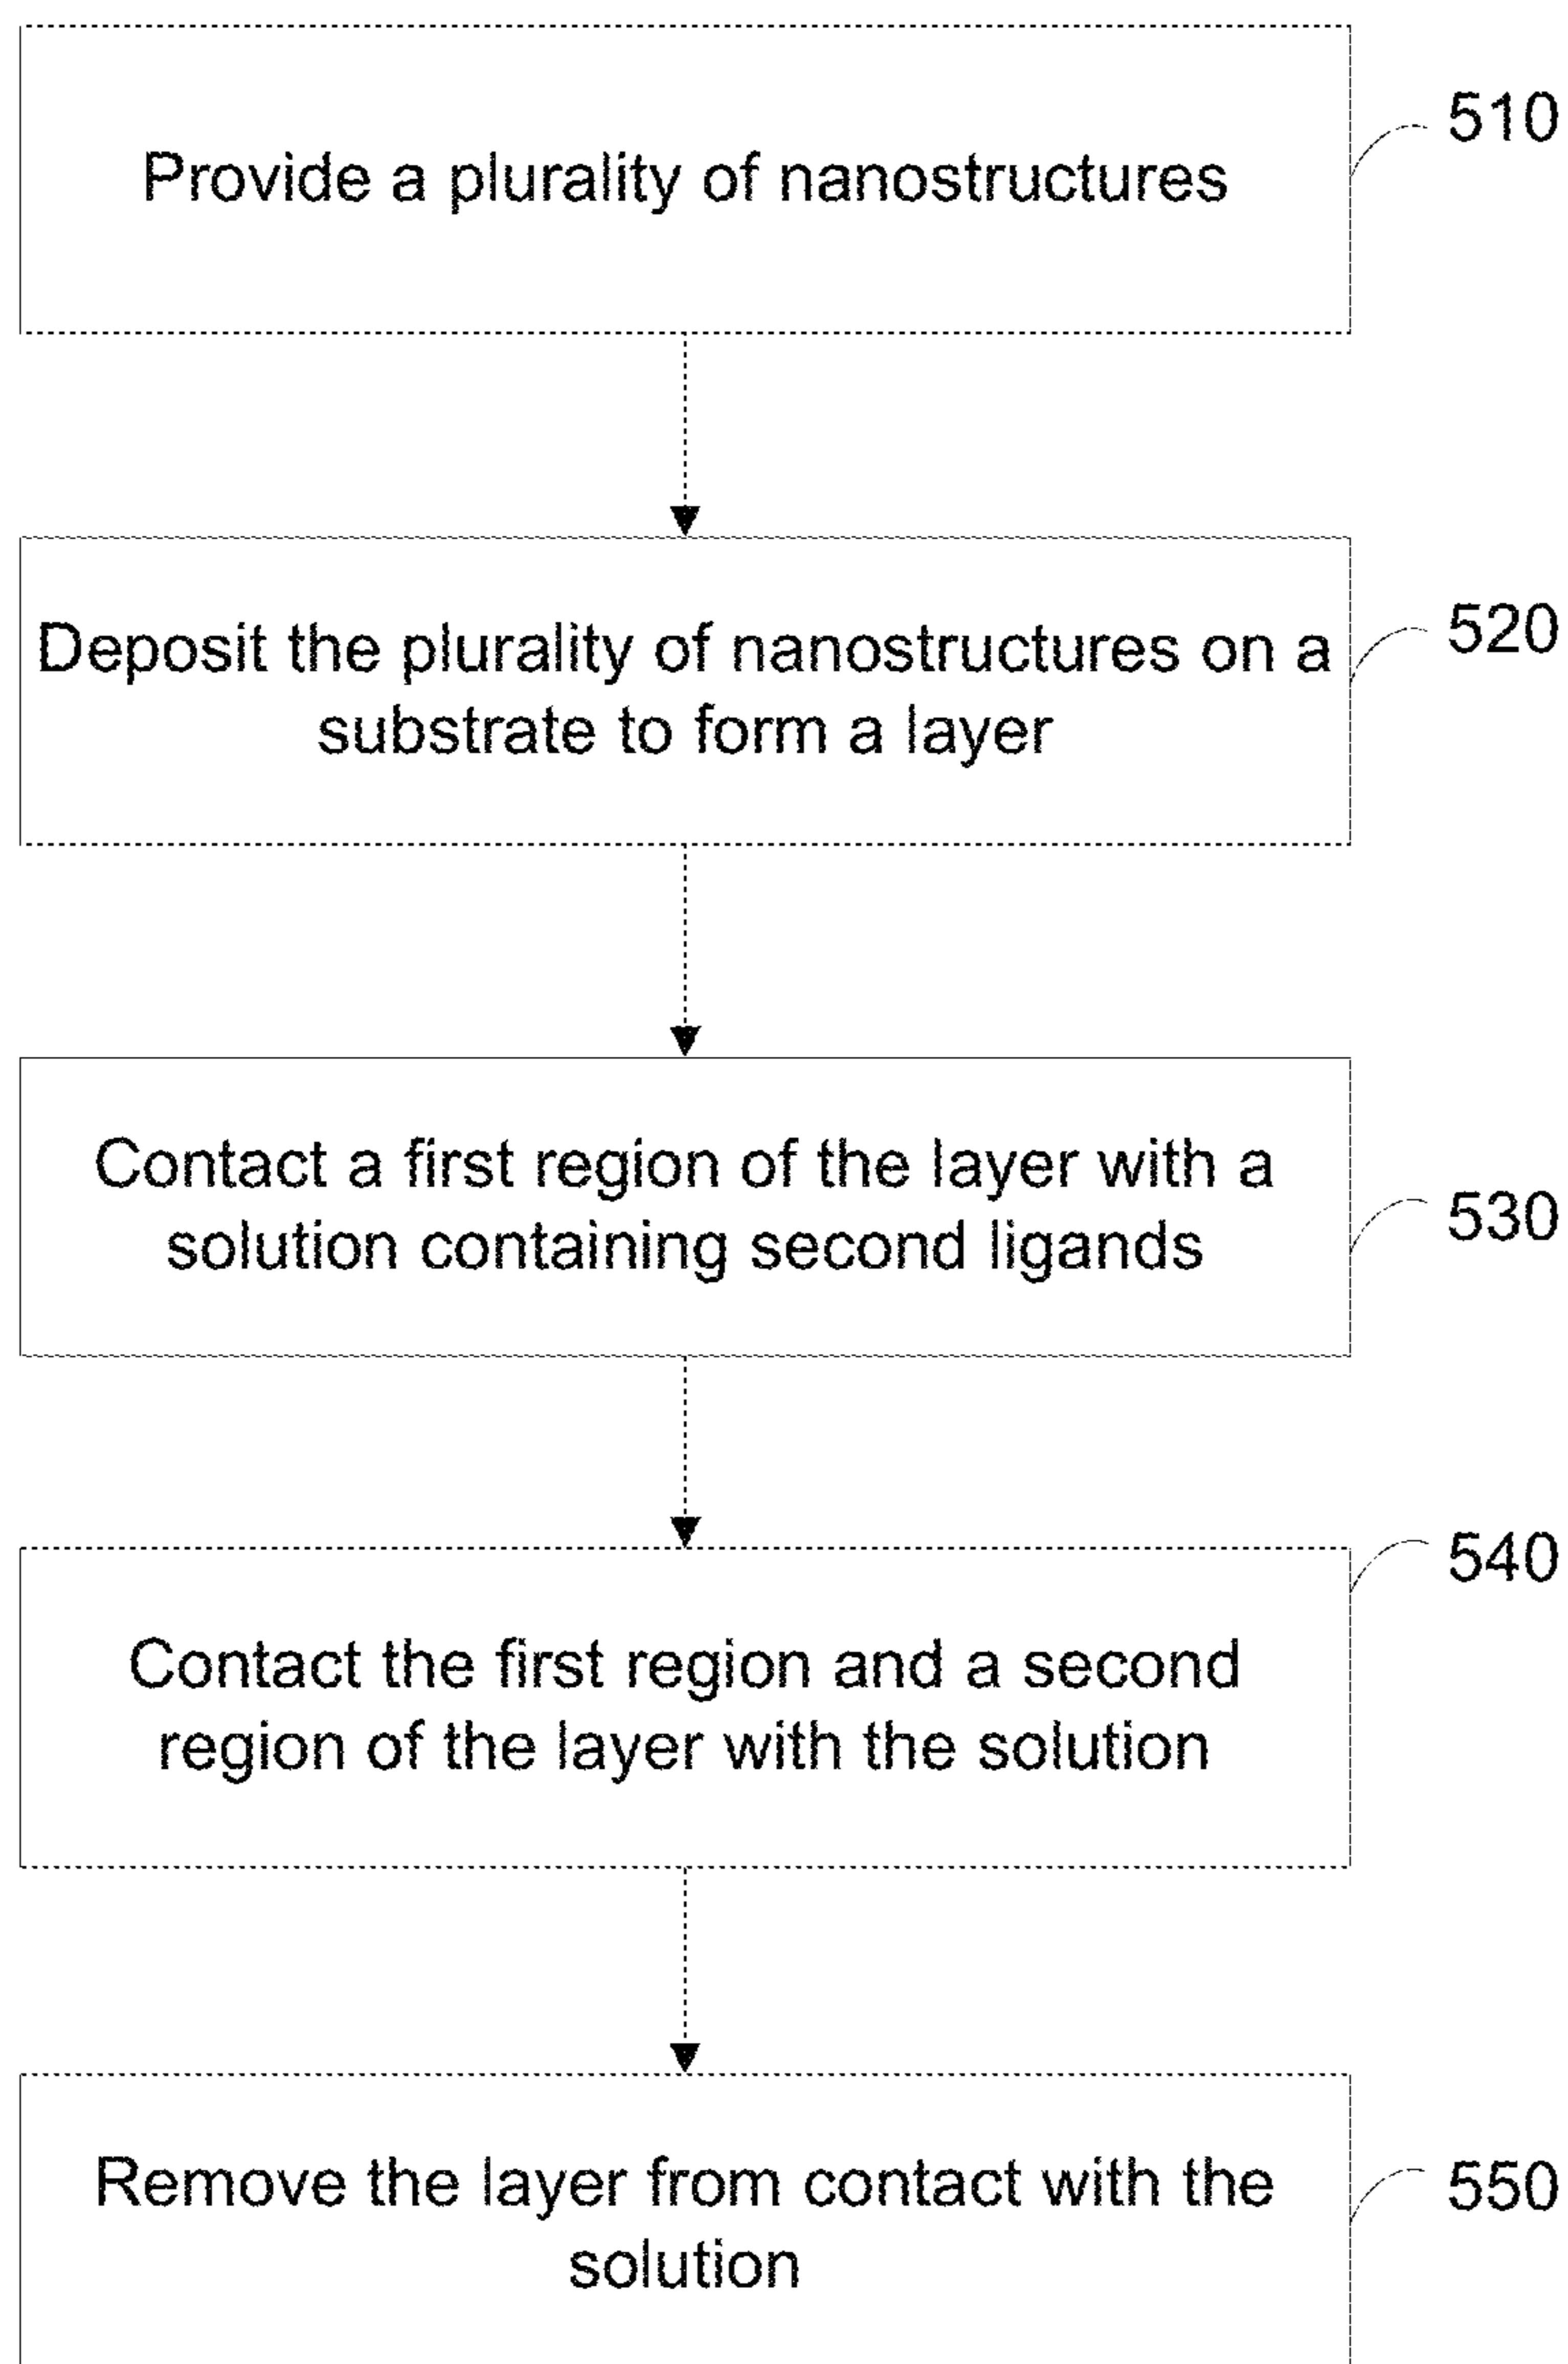 Provide a plurality of nanostructures
510
Deposit the plurality of nanostructures on a
substrate to form a layer
520
Contact a first region of the layer with a
solution containing second ligands
530
Contact the first region and a second
region of the layer with the solution
540
Remove the layer from contact with the
solution
550